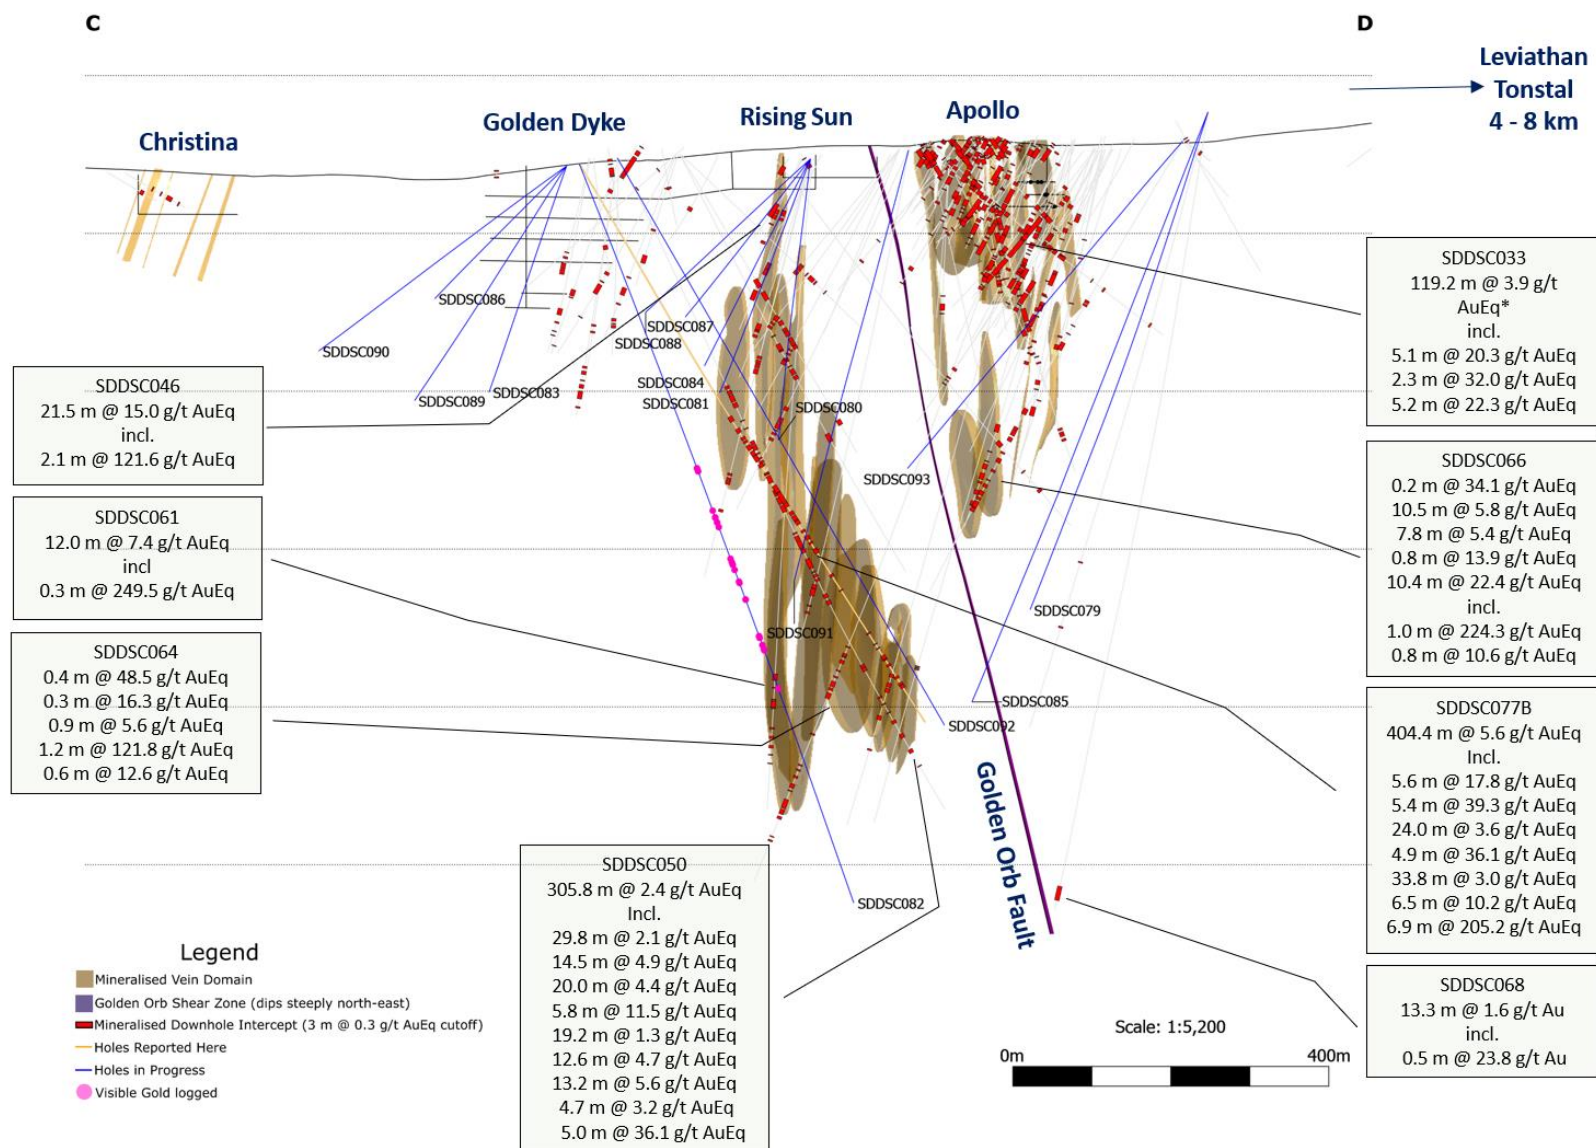 C
D
Leviathan
Tonstal
4 - 8 km
Christina
Golden Dyke
Rising Sun
Apollo
SDDSC086
SDDSC090
SDDSC089
SDDSC083
SDDSC087
SDDSC088
SDDSC084
SDDSC081
SDDSC080
SDDSC093
SDDSC091
SDDSC079
SDDSC085
SDDSC092
SDDSC082
Golden Orb Fault
SDDSC046
21.5 m @ 15.0 g/t AuEq
incl.
2.1 m @ 121.6 g/t AuEq
SDDSC061
12.0 m @ 7.4 g/t AuEq
incl
0.3 m @ 249.5 g/t AuEq
SDDSC064
0.4 m @ 48.5 g/t AuEq
0.3 m @ 16.3 g/t AuEq
0.9 m @ 5.6 g/t AuEq
1.2 m @ 121.8 g/t AuEq
0.6 m @ 12.6 g/t AuEq
SDDSC050
305.8 m @ 2.4 g/t AuEq
Incl.
29.8 m @ 2.1 g/t AuEq
14.5 m @ 4.9 g/t AuEq
20.0 m @ 4.4 g/t AuEq
5.8 m @ 11.5 g/t AuEq
19.2 m @ 1.3 g/t AuEq
12.6 m @ 4.7 g/t AuEq
13.2 m @ 5.6 g/t AuEq
4.7 m @ 3.2 g/t AuEq
5.0 m @ 36.1 g/t AuEq
SDDSC033
119.2 m @ 3.9 g/t
AuEq*
incl.
5.1 m @ 20.3 g/t AuEq
2.3 m @ 32.0 g/t AuEq
5.2 m @ 22.3 g/t AuEq
SDDSC066
0.2 m @ 34.1 g/t AuEq
10.5 m @ 5.8 g/t AuEq
7.8 m @ 5.4 g/t AuEq
0.8 m @ 13.9 g/t AuEq
10.4 m @ 22.4 g/t AuEq
incl.
1.0 m @ 224.3 g/t AuEq
0.8 m @ 10.6 g/t AuEq
SDDSC077B
404.4 m @ 5.6 g/t AuEq
Incl.
5.6 m @ 17.8 g/t AuEq
5.4 m @ 39.3 g/t AuEq
24.0 m @ 3.6 g/t AuEq
4.9 m @ 36.1 g/t AuEq
33.8 m @ 3.0 g/t AuEq
6.5 m @ 10.2 g/t AuEq
6.9 m @ 205.2 g/t AuEq
SDDSC068
13.3 m @ 1.6 g/t Au
incl.
0.5 m @ 23.8 g/t Au
Legend
Mineralised Vein Domain
Golden Orb Shear Zone (dips steeply north-east)
Mineralised Downhole Intercept (3 m @ 0.3 g/t AuEq cutoff)
Holes Reported Here
Holes in Progress
Visible Gold logged
Scale: 1:5,200
0m
400m